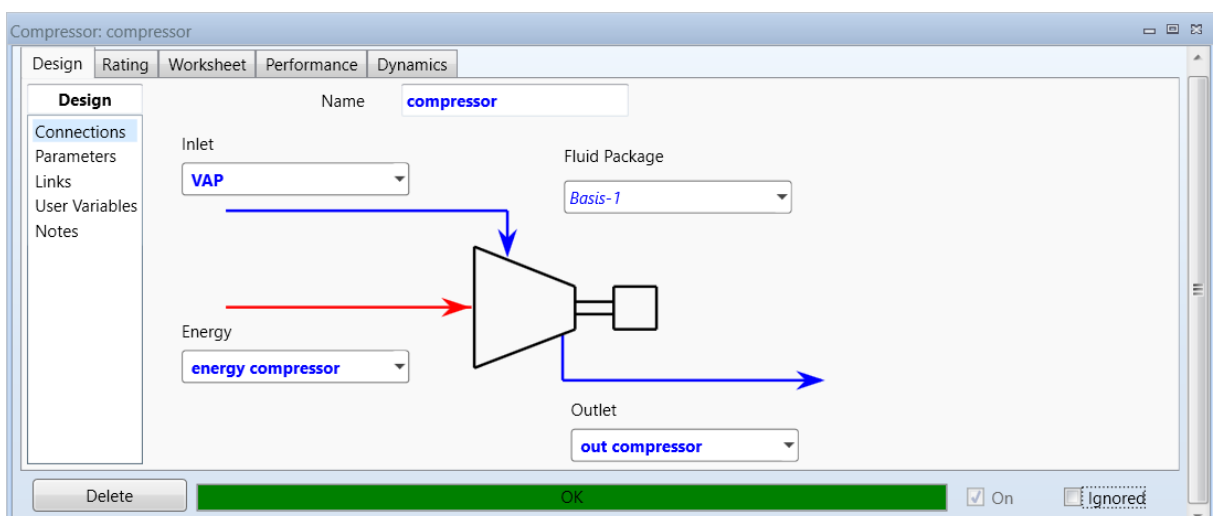 Compressor: compressor
Design Rating Worksheet Performance Dynamics
Design
Connections
Parameters
Links
User Variables
Notes
Name compressor
Inlet
VAP
Fluid Package
Basis-1
Energy
energy compressor
Outlet
out compressor
Delete OK On Ignored